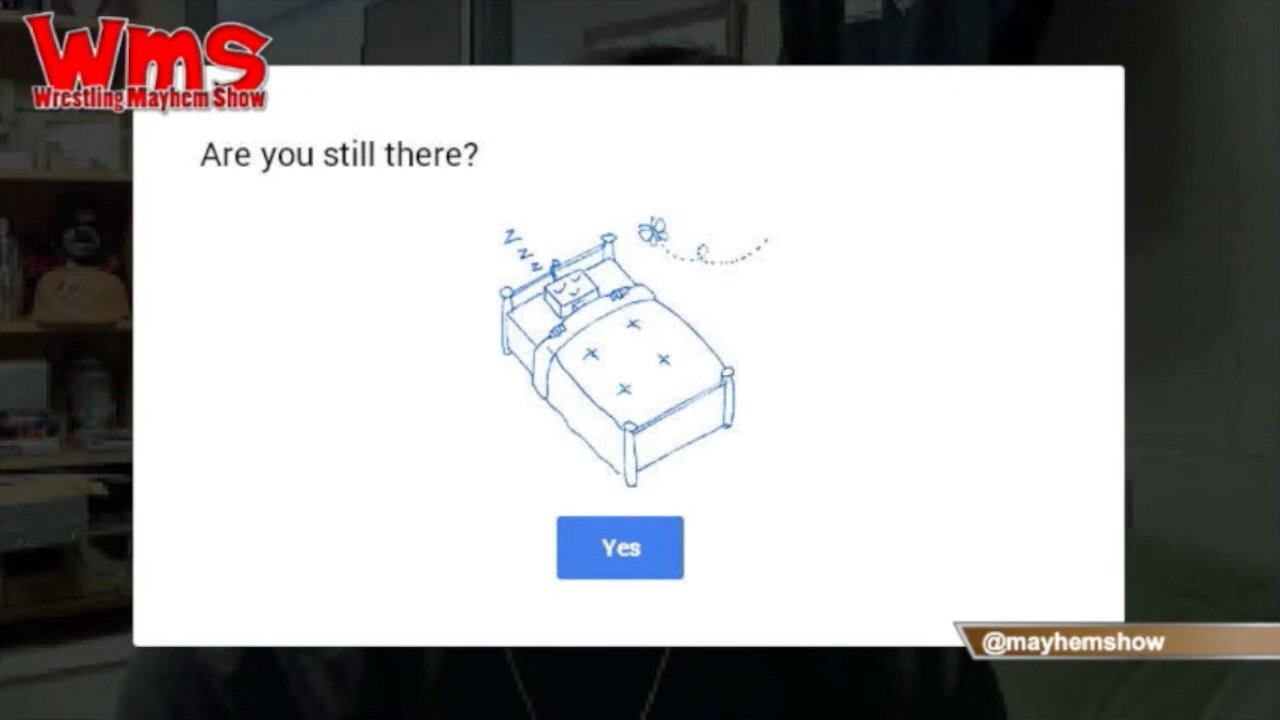 WMS
Wrestling Mayhem Show
Are you still there?
z
z
z
Yes
@mayhemshow